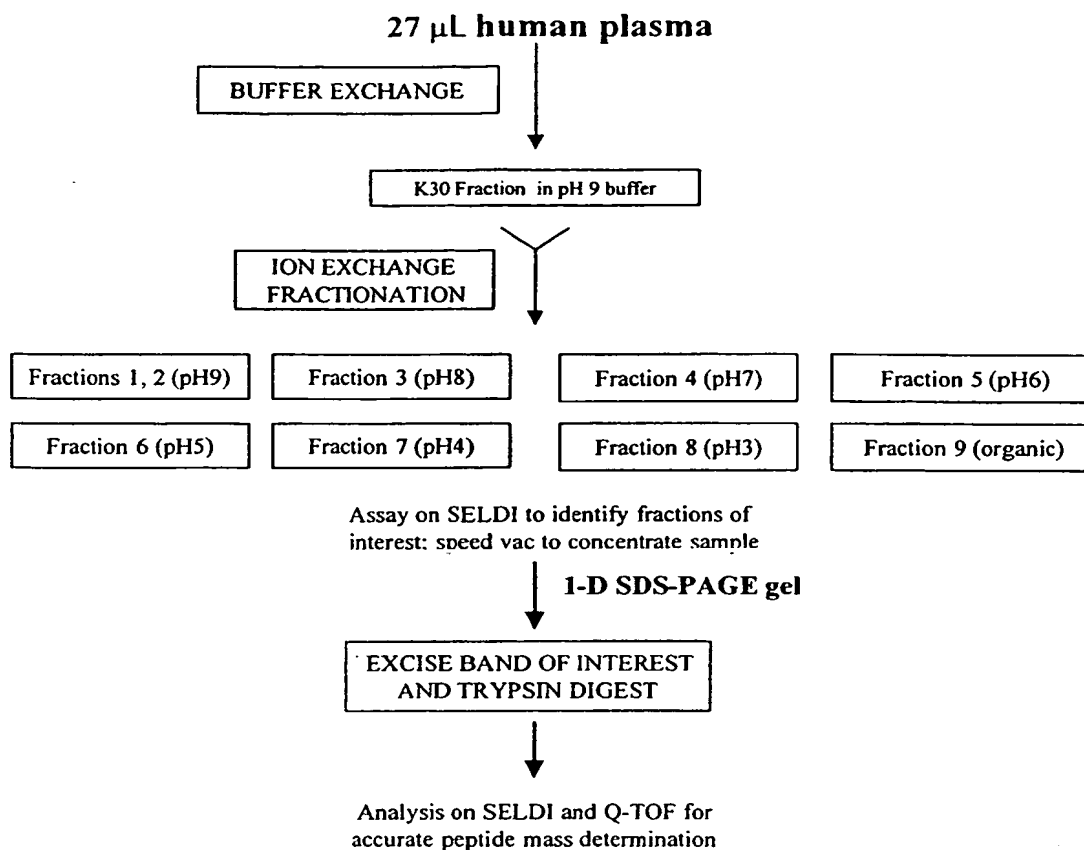 27 µL human plasma
BUFFER EXCHANGE
K30 Fraction in pH 9 buffer
ION EXCHANGE
FRACTIONATION
Fractions 1, 2 (pH9)
Fraction 3 (pH8)
Fraction 4 (pH7)
Fraction 5 (pH6)
Fraction 6 (pH5)
Fraction 7 (pH4)
Fraction 8 (pH3)
Fraction 9 (organic)
Assay on SELDI to identify fractions of
interest; speed vac to concentrate sample
1-D SDS-PAGE gel
EXCISE BAND OF INTEREST
AND TRYPSIN DIGEST
Analysis on SELDI and Q-TOF for
accurate peptide mass determination